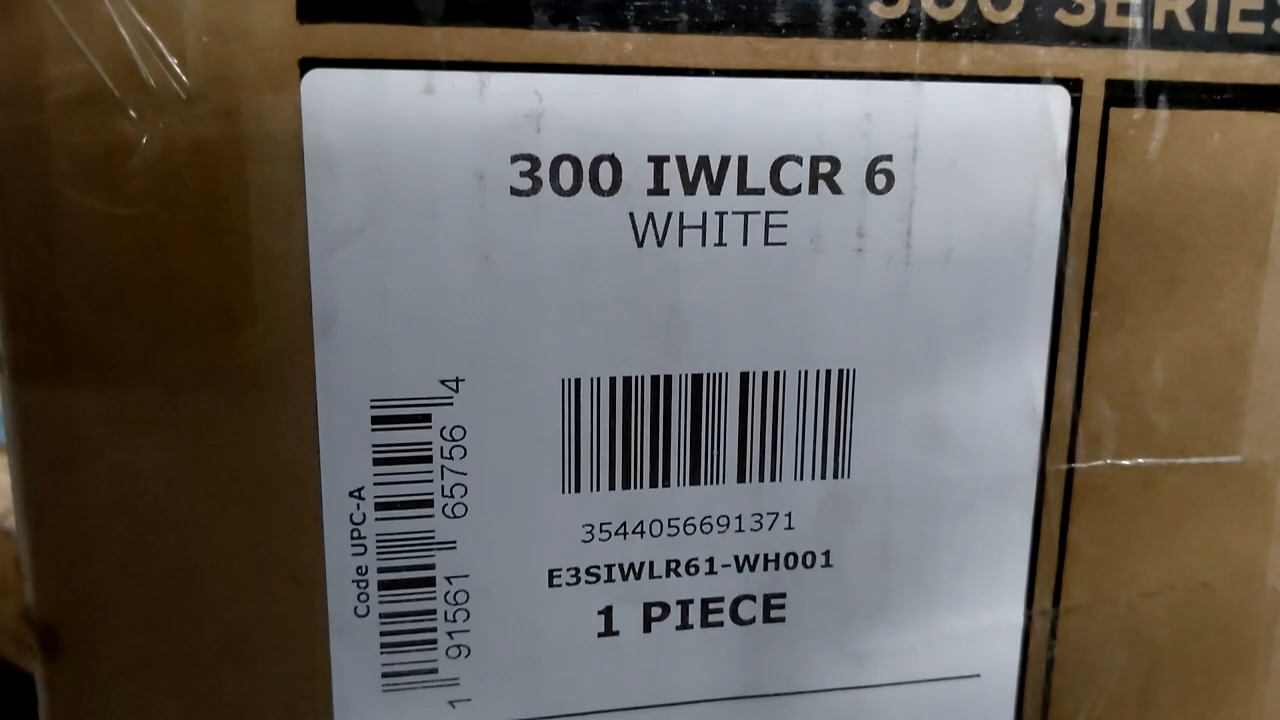 300 SERIES
300 IWLCR 6
WHITE
Code UPC-A
1 91561 65756 4
3544056691371
E3SIWLR61-WH001
1 PIECE